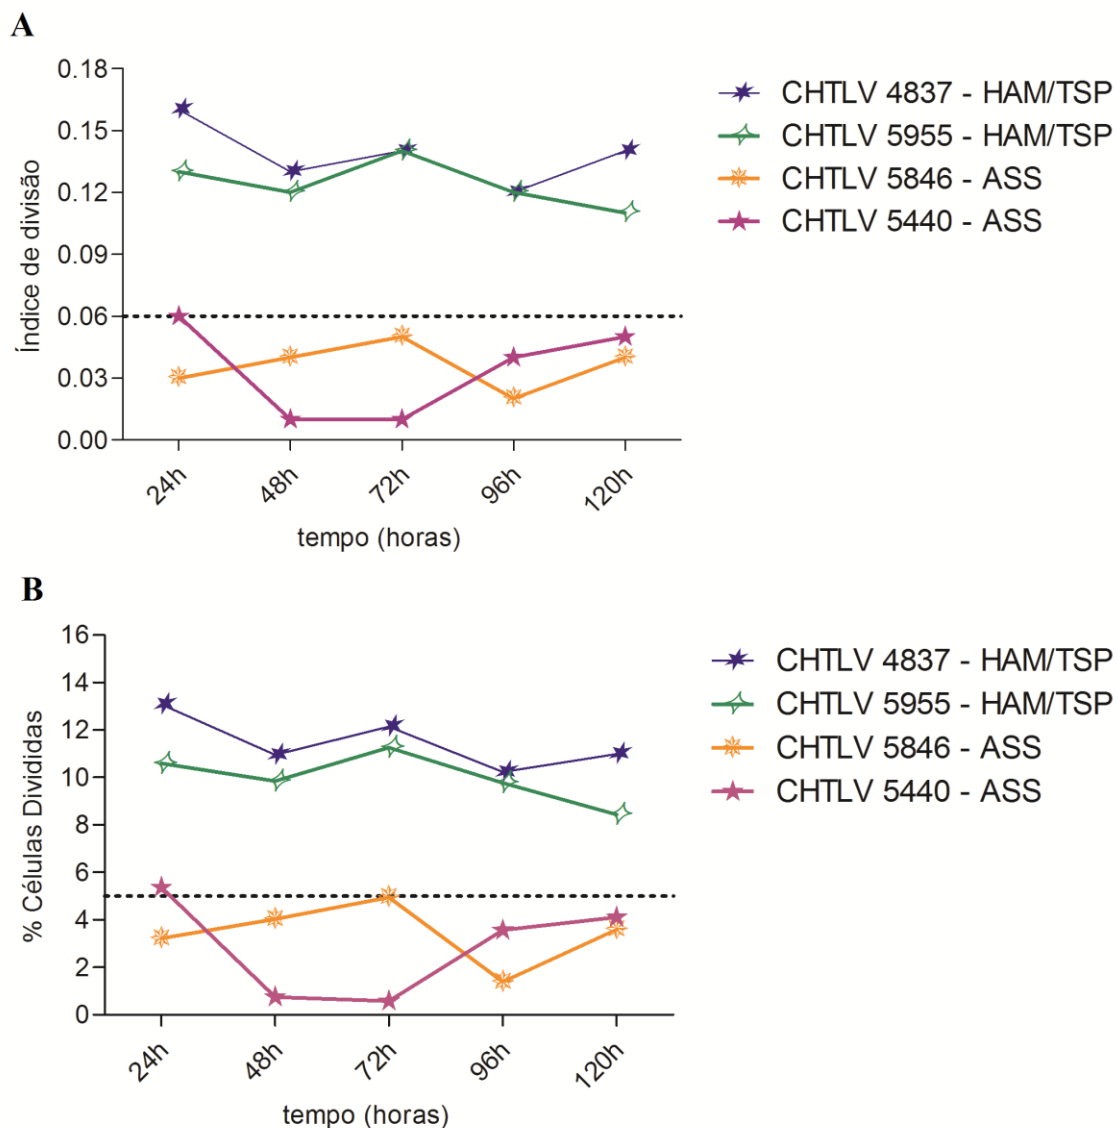 A
Índice de divisão
0.18
0.15
0.12
0.09
0.06
0.03
0.00
24h
48h
72h
96h
120h
tempo (horas)
CHTLV 4837 - HAM/TSP
CHTLV 5955 - HAM/TSP
CHTLV 5846 - ASS
CHTLV 5440 - ASS
B
% Células Divididas
16
14
12
10
8
6
4
2
0
24h
48h
72h
96h
120h
tempo (horas)
CHTLV 4837 - HAM/TSP
CHTLV 5955 - HAM/TSP
CHTLV 5846 - ASS
CHTLV 5440 - ASS